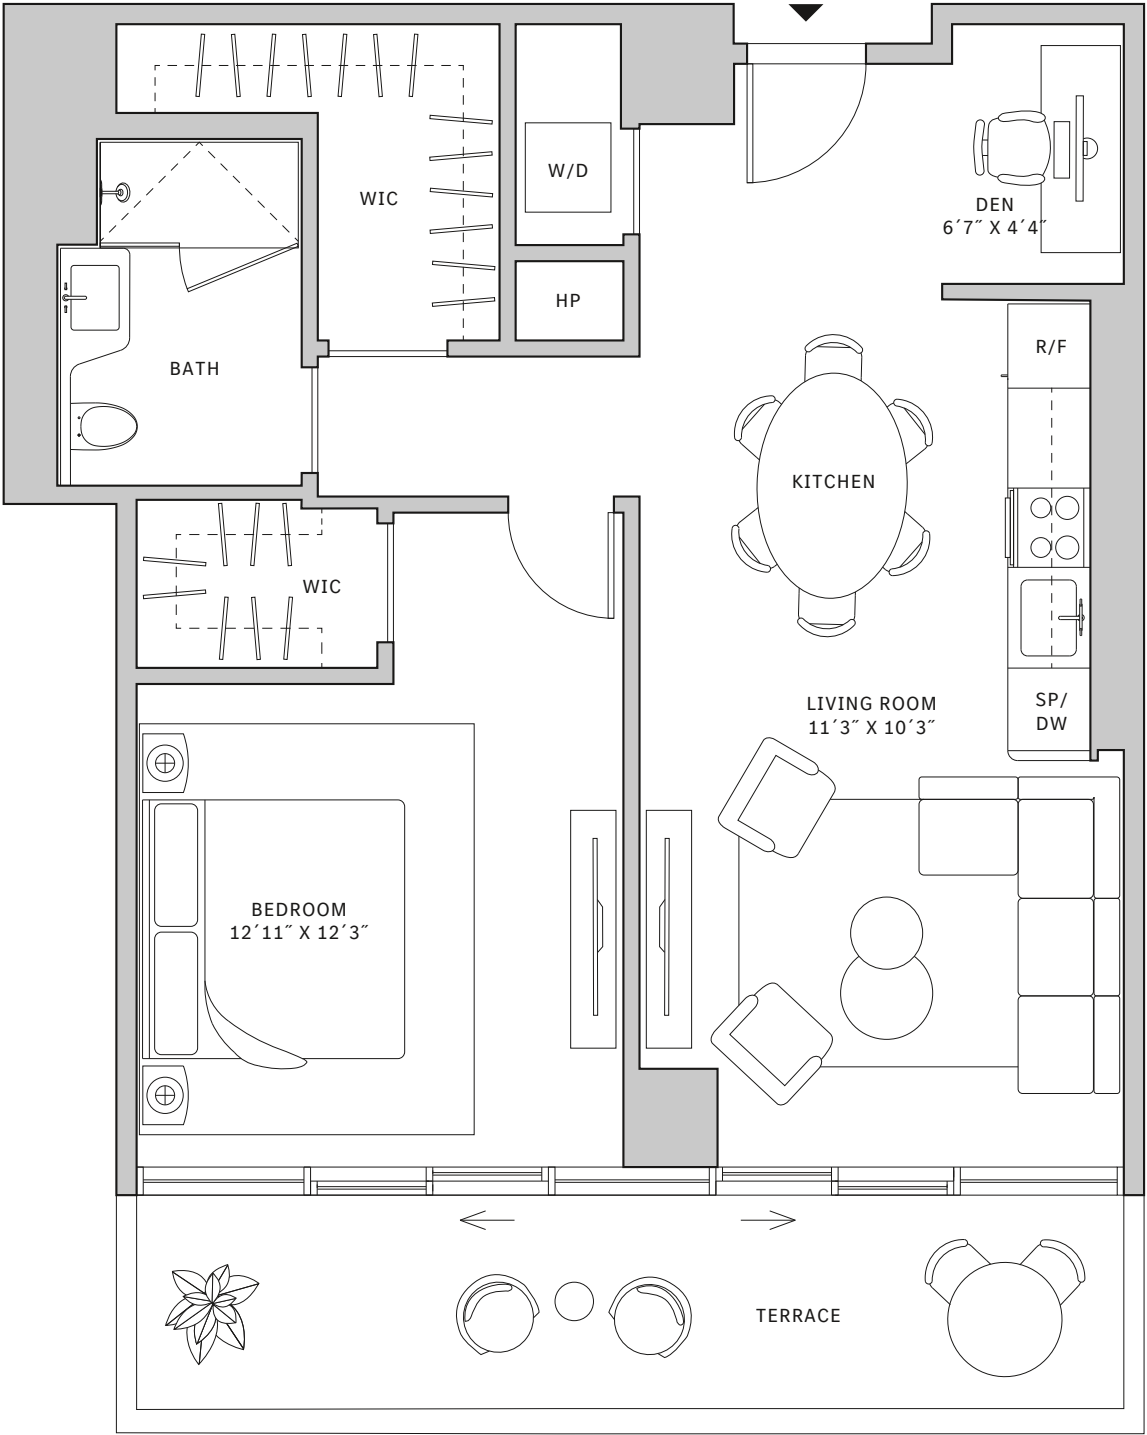 W/D
WIC
DEN
6´7˝ X 4´4˝
HP
R/F
BATH
KITCHEN
WIC
LIVING ROOM
11´3˝ X 10´3˝
SP/
DW
BEDROOM
12´11˝ X 12´3˝
TERRACE